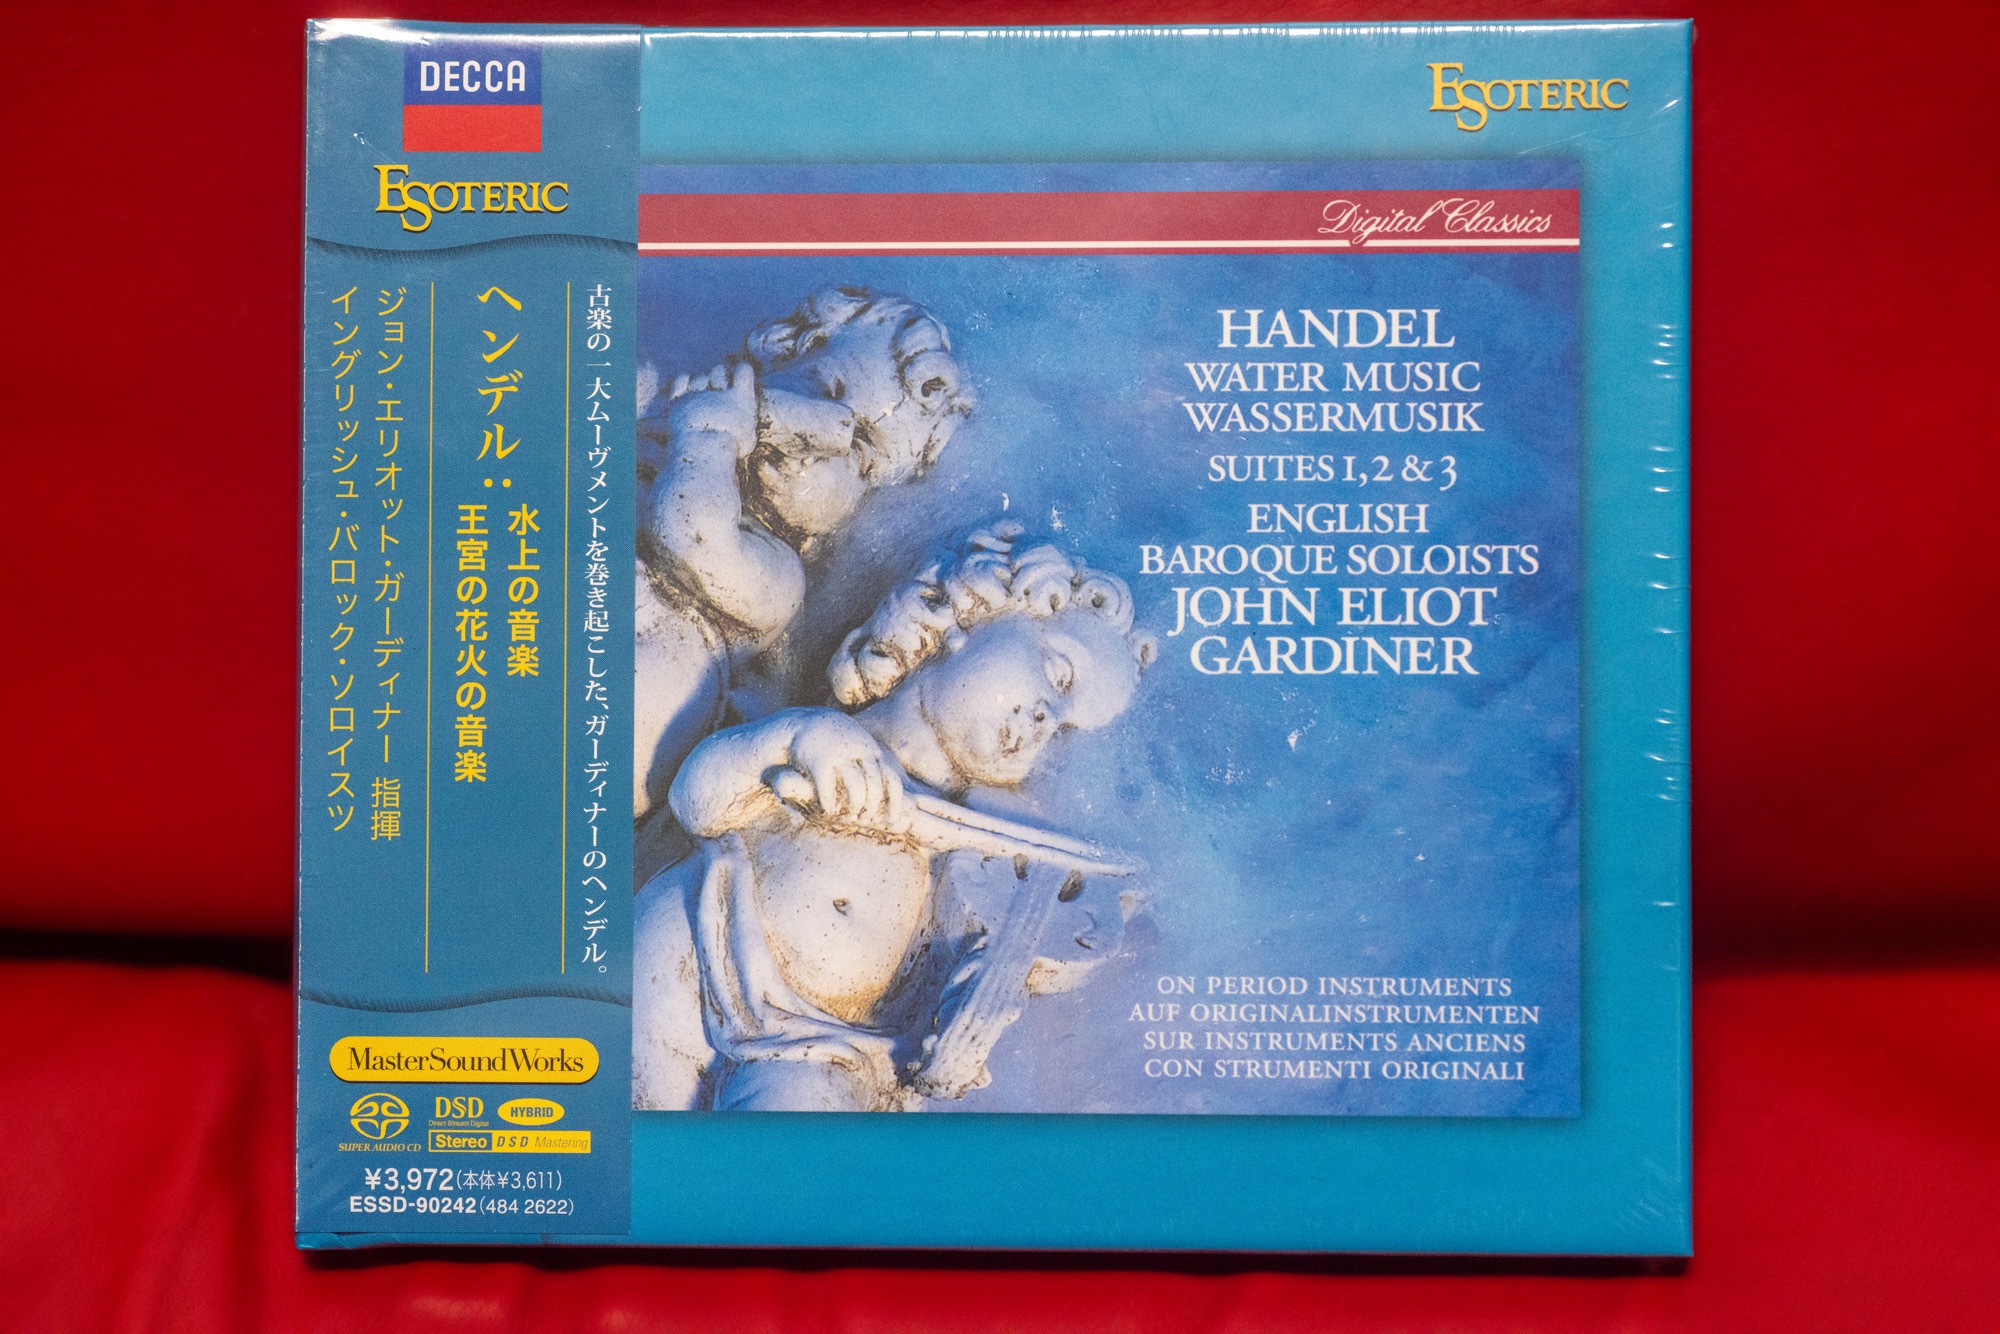 DECCA
ESOTERIC
古楽の一大ムーヴメントを巻き起こした、ガーディナーのヘンデル。
ヘンデル:
水上の音楽
王宮の花火の音楽
ジョン・エリオット・ガーディナー 指揮
イングリッシュ・バロック・ソロイスツ
MasterSoundWorks
SUPER AUDIO CD
DSD
Direct Stream Digital
HYBRID
Stereo DSD Mastering
¥3,972(本体¥3,611)
ESSD-90242(484 2622)
ESOTERIC
Digital Classics
HANDEL
WATER MUSIC
WASSERMUSIK
SUITES 1, 2 & 3
ENGLISH
BAROQUE SOLOISTS
JOHN ELIOT
GARDINER
ON PERIOD INSTRUMENTS
AUF ORIGINALINSTRUMENTEN
SUR INSTRUMENTS ANCIENS
CON STRUMENTI ORIGINALI